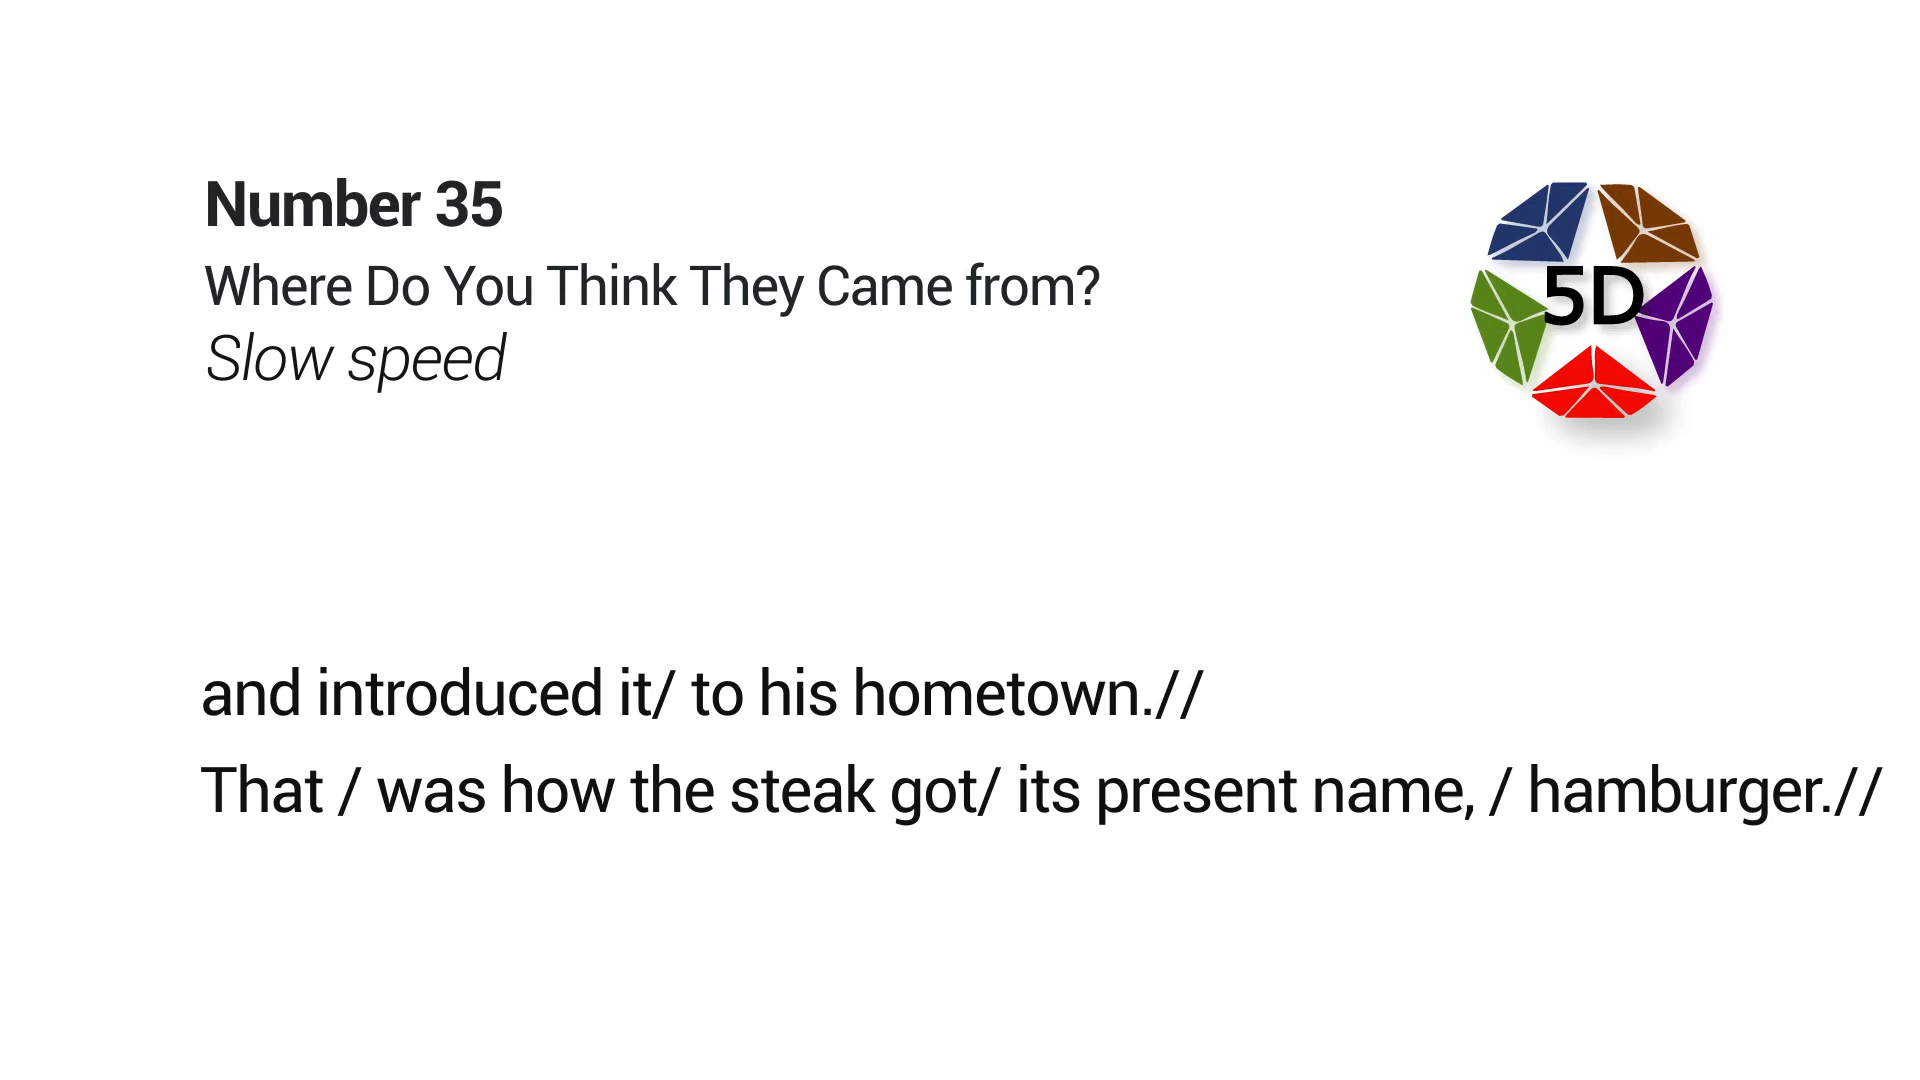 Number 35
Where Do You Think They Came from?
Slow speed
5D
and introduced it/ to his hometown.//
That / was how the steak got/ its present name, / hamburger.//